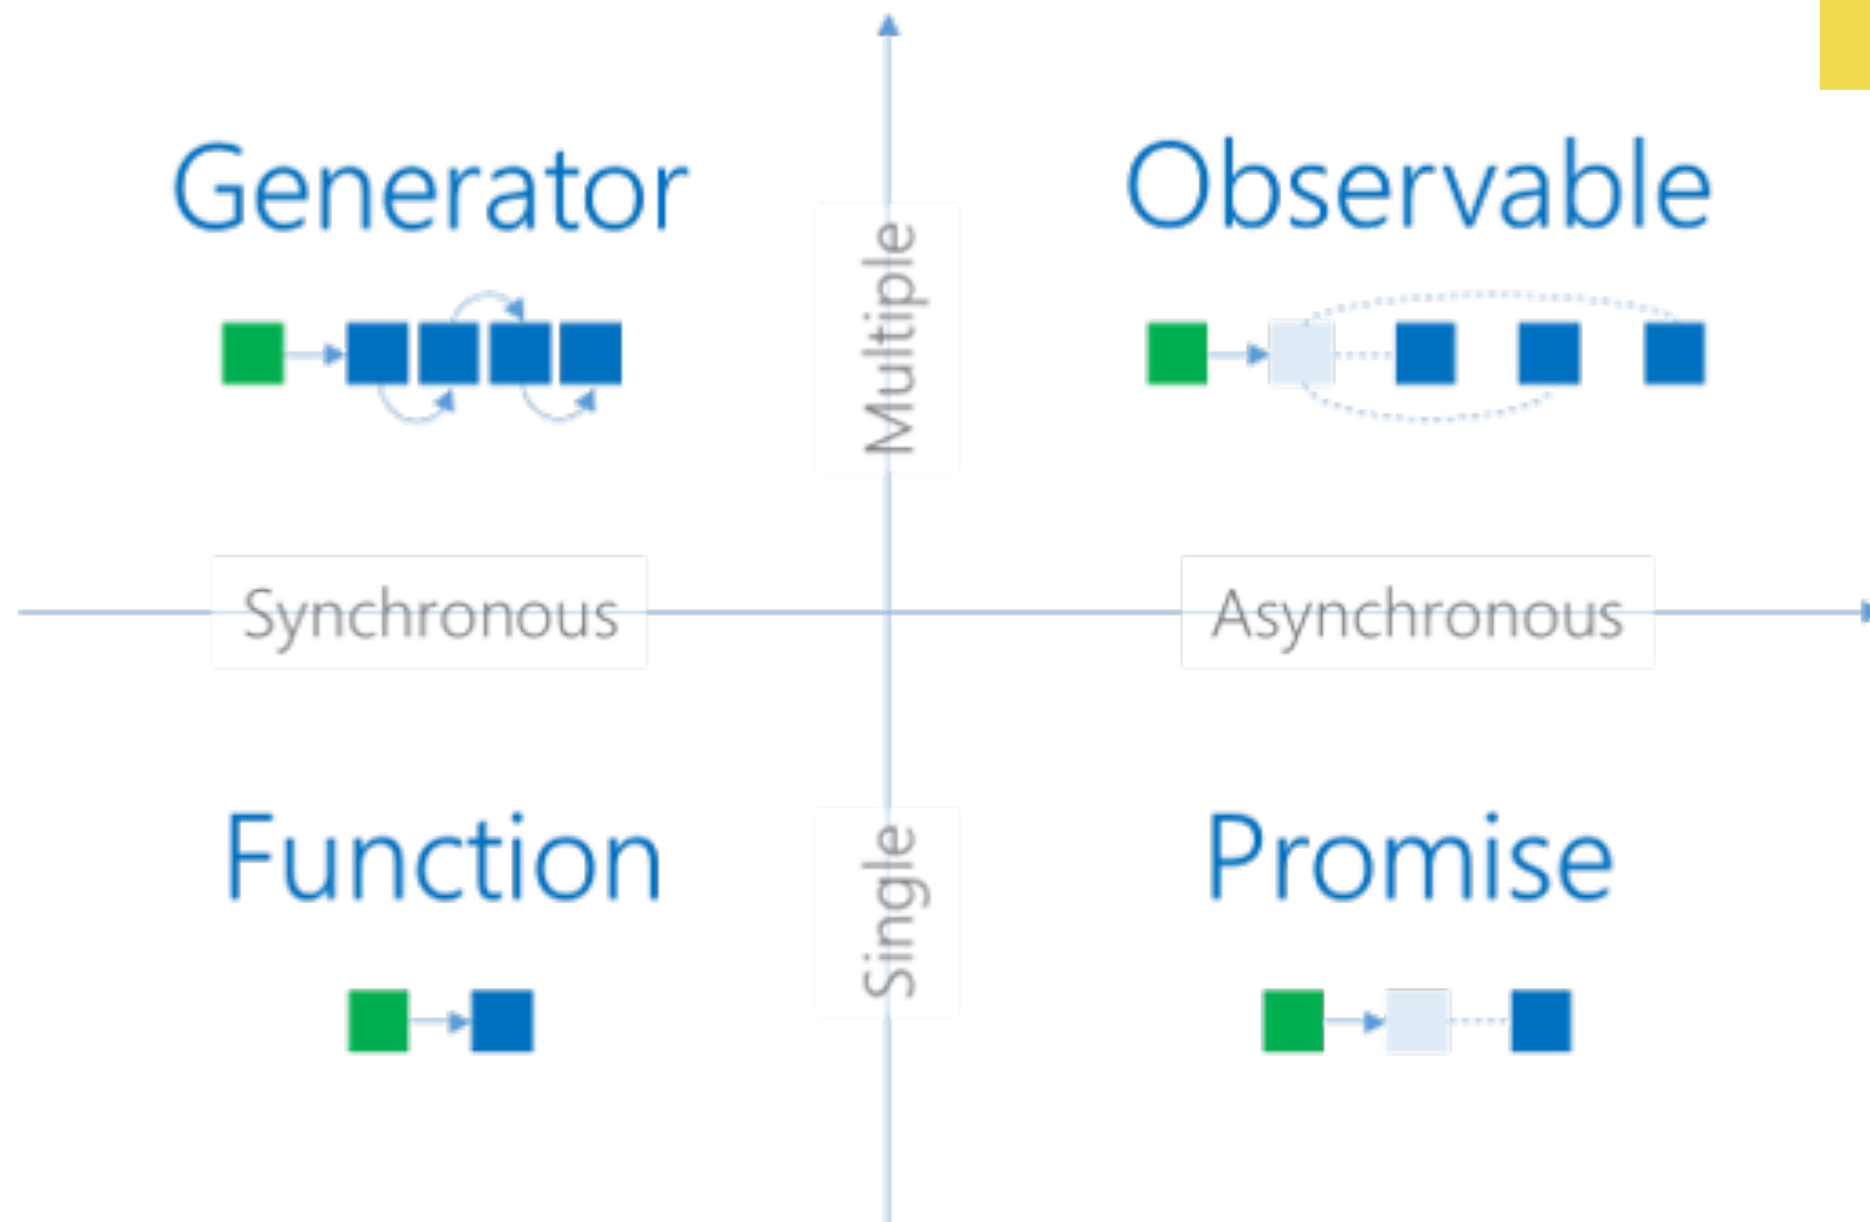 Generator
Observable
Multiple
Synchronous
Asynchronous
Function
Promise
Single